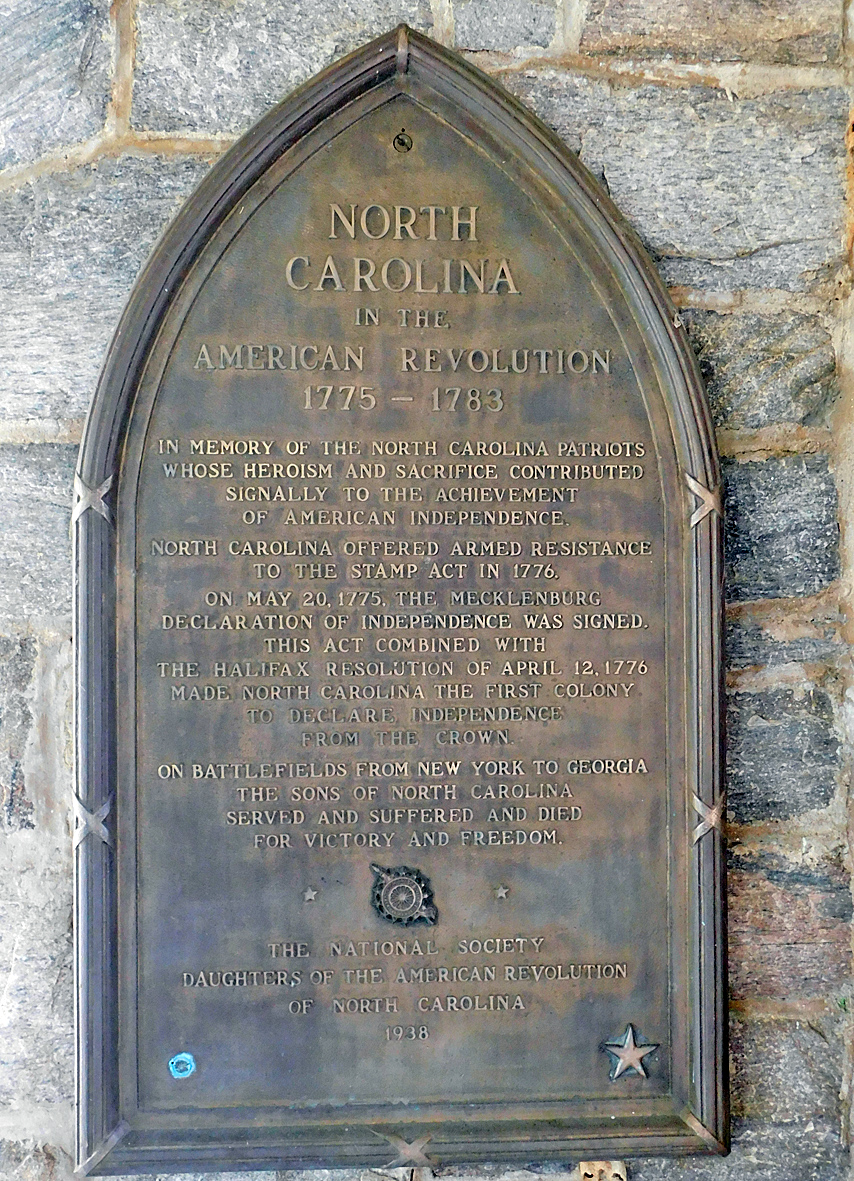 NORTH
CAROLINA
IN THE
AMERICAN REVOLUTION
1775 – 1783
IN MEMORY OF THE NORTH CAROLINA PATRIOTS
WHOSE HEROISM AND SACRIFICE CONTRIBUTED
SIGNALLY TO THE ACHIEVEMENT
OF AMERICAN INDEPENDENCE.
NORTH CAROLINA OFFERED ARMED RESISTANCE
TO THE STAMP ACT IN 1776.
ON MAY 20, 1775, THE MECKLENBURG
DECLARATION OF INDEPENDENCE WAS SIGNED.
THIS ACT COMBINED WITH
THE HALIFAX RESOLUTION OF APRIL 12, 1776
MADE NORTH CAROLINA THE FIRST COLONY
TO DECLARE INDEPENDENCE
FROM THE CROWN.
ON BATTLEFIELDS FROM NEW YORK TO GEORGIA
THE SONS OF NORTH CAROLINA
SERVED AND SUFFERED AND DIED
FOR VICTORY AND FREEDOM.
THE NATIONAL SOCIETY
DAUGHTERS OF THE AMERICAN REVOLUTION
OF NORTH CAROLINA
1938